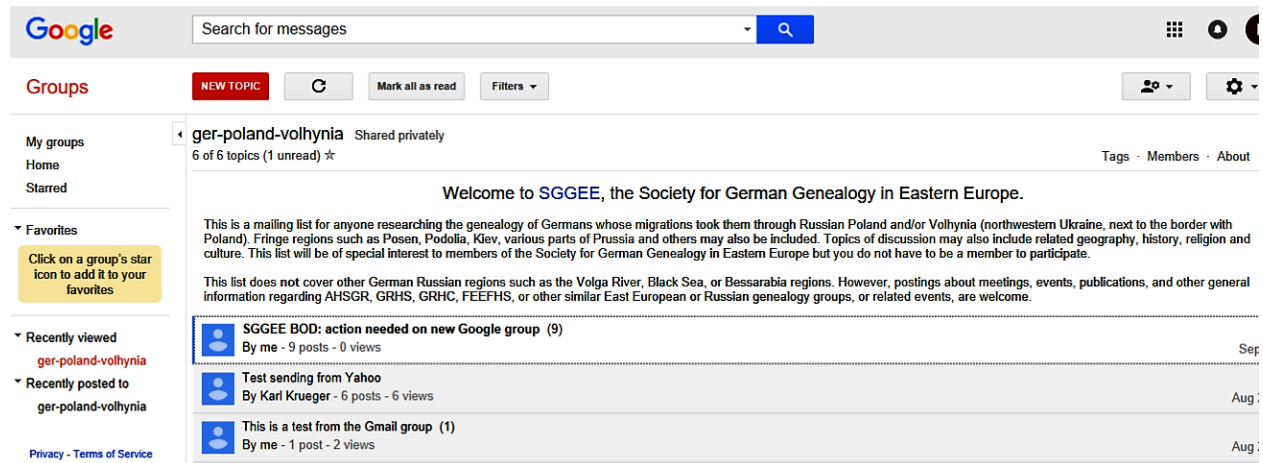 Google
Search for messages
Groups
NEW TOPIC
Mark all as read
Filters
My groups
Home
Starred
Favorites
Click on a group's star
icon to add it to your
favorites
Recently viewed
ger-poland-volhynia
Recently posted to
ger-poland-volhynia
Privacy - Terms of Service
ger-poland-volhynia Shared privately
6 of 6 topics (1 unread)
Tags · Members · About
Welcome to SGGEE, the Society for German Genealogy in Eastern Europe.
This is a mailing list for anyone researching the genealogy of Germans whose migrations took them through Russian Poland and/or Volhynia (northwestern Ukraine, next to the border with
Poland). Fringe regions such as Posen, Podolia, Kiev, various parts of Prussia and others may also be included. Topics of discussion may also include related geography, history, religion and
culture. This list will be of special interest to members of the Society for German Genealogy in Eastern Europe but you do not have to be a member to participate.
This list does not cover other German Russian regions such as the Volga River, Black Sea, or Bessarabia regions. However, postings about meetings, events, publications, and other general
information regarding AHSGR, GRHS, GRHC, FEEFHS, or other similar East European or Russian genealogy groups, or related events, are welcome.
SGGEE BOD: action needed on new Google group (9)
By me - 9 posts - 0 views
Sep
Test sending from Yahoo
By Karl Krueger - 6 posts - 6 views
Aug
This is a test from the Gmail group (1)
By me - 1 post - 2 views
Aug